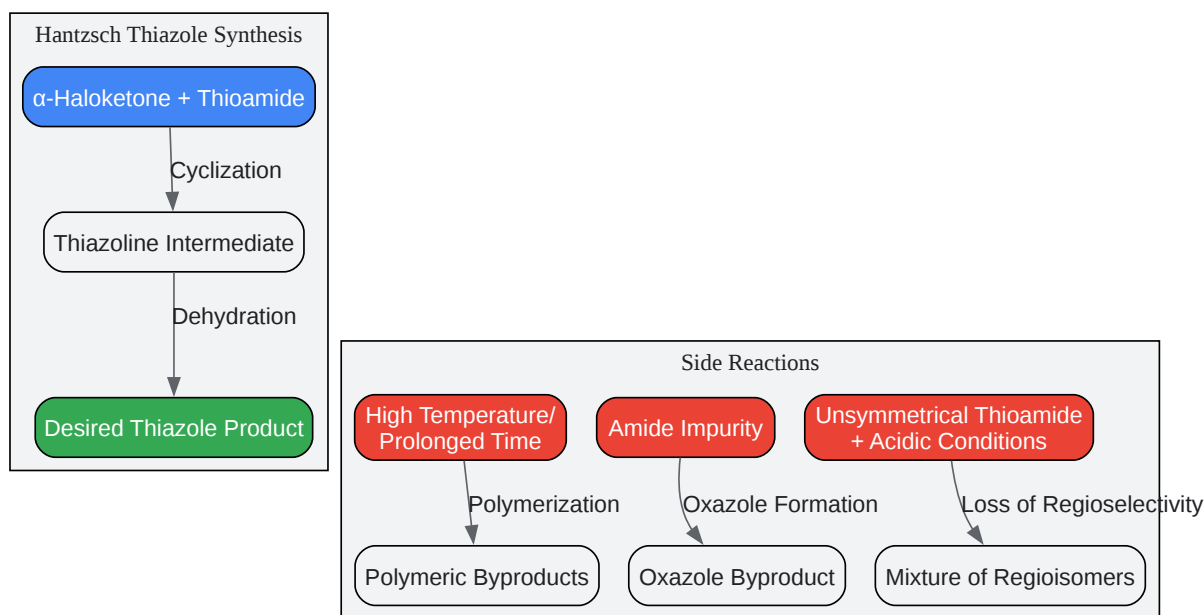 Hantzsch Thiazole Synthesis
α-Haloketone + Thioamide
Cyclization
Thiazoline Intermediate
Dehydration
Desired Thiazole Product
Side Reactions
High Temperature/
Prolonged Time
Amide Impurity
Unsymmetrical Thioamide
+ Acidic Conditions
Polymerization
Oxazole Formation
Loss of Regioselectivity
Polymeric Byproducts
Oxazole Byproduct
Mixture of Regioisomers